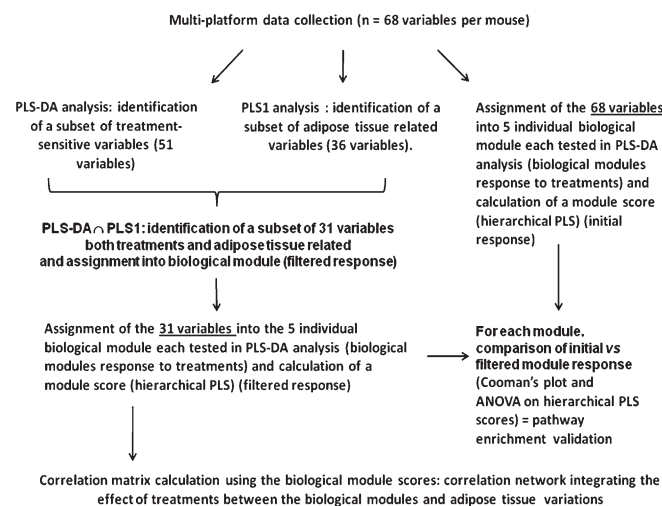 Multi-platform data collection (n = 68 variables per mouse)
PLS-DA analysis: identification
of a subset of treatment-
sensitive variables (51
variables)
PLS1 analysis : identification of a
subset of adipose tissue related
variables (36 variables).
Assignment of the 68 variables
into 5 individual biological
module each tested in PLS-DA
analysis (biological modules
response to treatments) and
calculation of a module score
(hierarchical PLS) (initial
response)
PLS-DA∩PLS1: identification of a subset of 31 variables
both treatments and adipose tissue related
and assignment into biological module (filtered response)
Assignment of the 31 variables into the 5 individual
biological module each tested in PLS-DA analysis (biological
modules response to treatments) and calculation of a
module score (hierarchical PLS) (filtered response)
For each module,
comparison of initial vs
filtered module response
(Cooman's plot and
ANOVA on hierarchical PLS
scores) = pathway
enrichment validation
Correlation matrix calculation using the biological module scores: correlation network integrating the
effect of treatments between the biological modules and adipose tissue variations